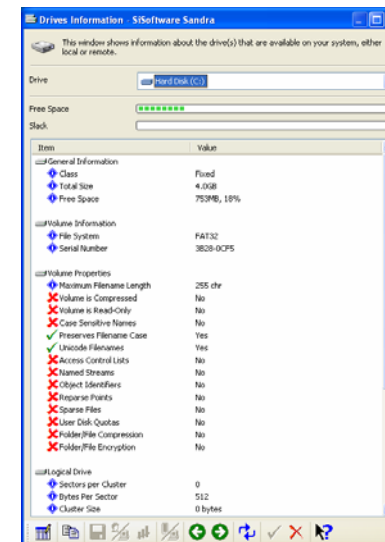 Drives Information - SiSoftware Sandra
This window shows information about the drive(s) that are available on your system, either
local or remote.
Drive
Hard Disk (C:)
Free Space
Slack
Item Value
General Information
Class Fixed
Total Size 4.0GB
Free Space 753MB, 18%
Volume Information
File System FAT32
Serial Number 3B28-0CF5
Volume Properties
Maximum Filename Length 255 chr
Volume is Compressed No
Volume is Read-Only No
Case Sensitive Names No
Preserves Filename Case Yes
Unicode Filenames Yes
Access Control Lists No
Named Streams No
Object Identifiers No
Reparse Points No
Sparse Files No
User Disk Quotas No
Folder/File Compression No
Folder/File Encryption No
Logical Drive
Sectors per Cluster 0
Bytes Per Sector 512
Cluster Size 0 bytes